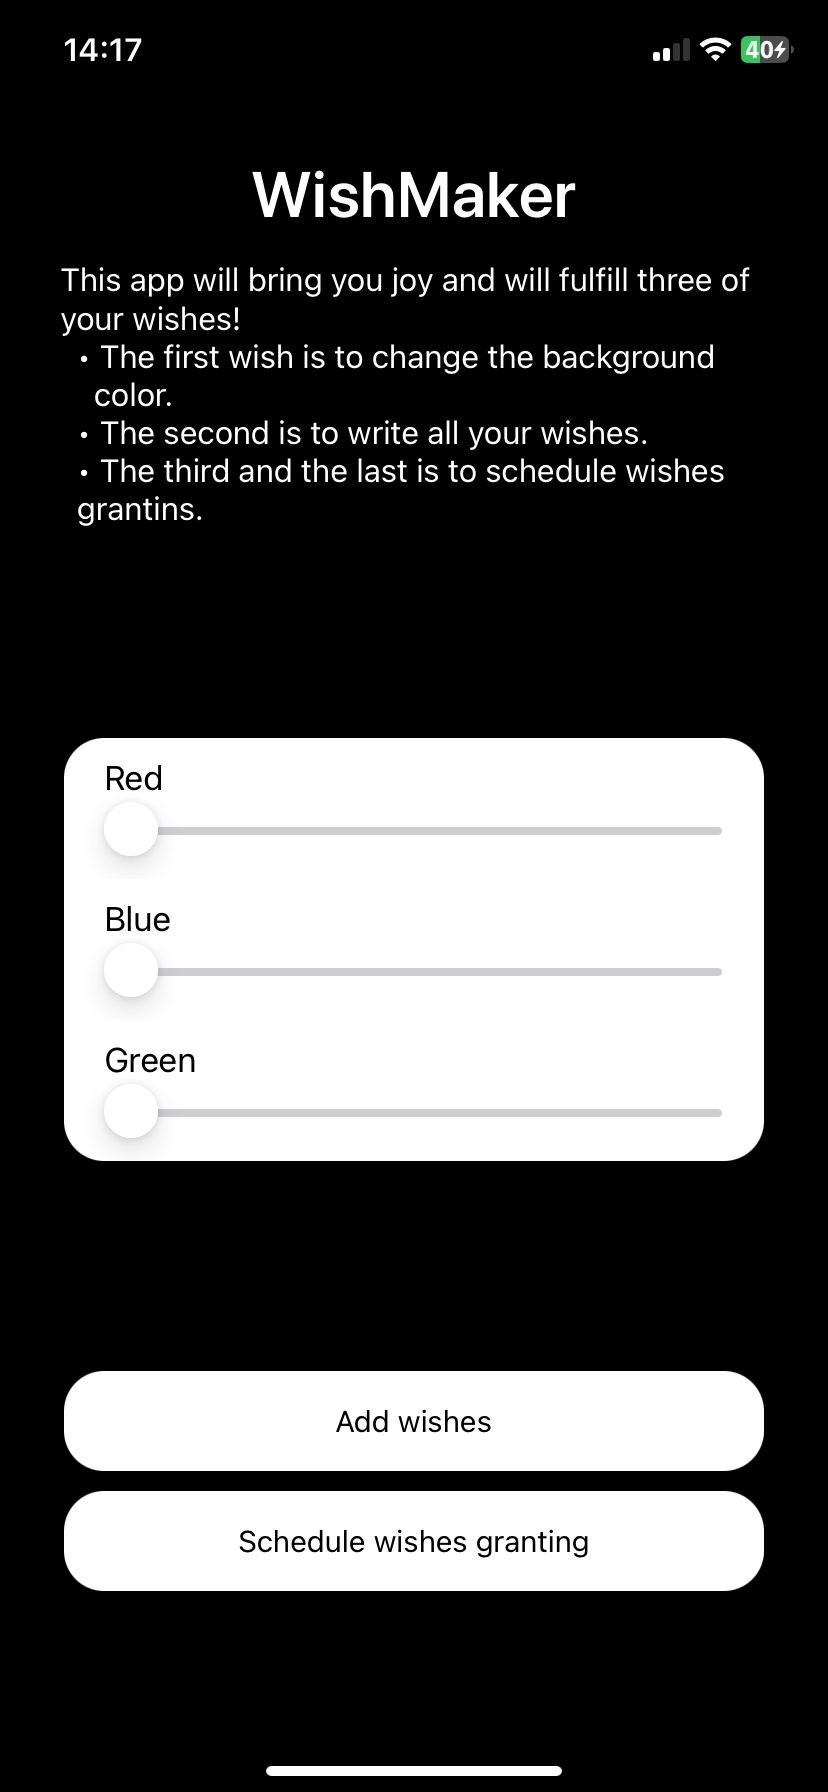 14:17
40
WishMaker
This app will bring you joy and will fulfill three of
your wishes!
• The first wish is to change the background
color.
• The second is to write all your wishes.
• The third and the last is to schedule wishes
grantins.
Red
Blue
Green
Add wishes
Schedule wishes granting